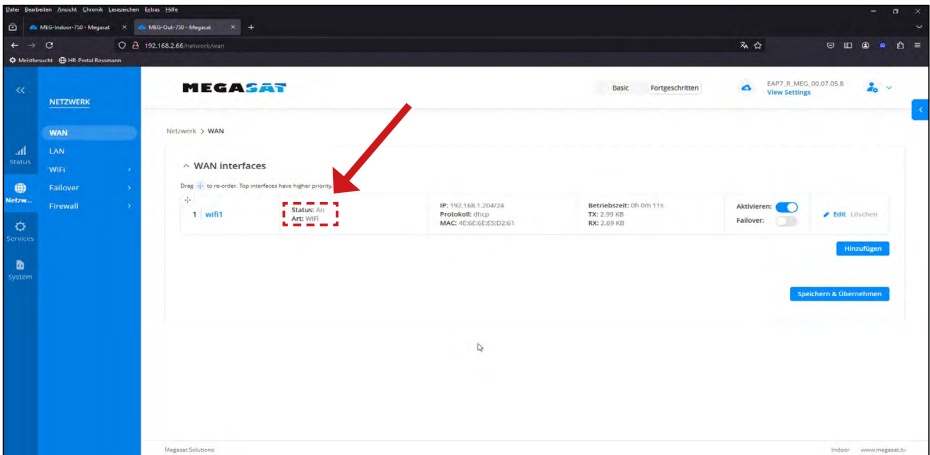 Datei Bearbeiten Ansicht Chronik Lesezeichen Extras Hilfe
MEG-Indoor-750 - Megasat × MEG-Out-750 - Megasat × +
192.168.2.66/network/wan
Meistbesucht HR-Portal Rossmann
MEGASAT
Basic Fortgeschritten
EAP7_R_MEG_00.07.05.8
View Settings
NETZWERK
WAN
LAN
WiFi
Failover
Firewall
Status
Netzw...
Services
System
Netzwerk > WAN
WAN interfaces
Drag to re-order. Top interfaces have higher priority.
1 wifi1
Status: An
Art: WiFi
IP: 192.168.1.204/24
Protokoll: dhcp
MAC: 4E:6E:6E:E5:D2:61
Betriebszeit: 0h 0m 11s
TX: 2.99 KB
RX: 2.69 KB
Aktivieren:
Failover:
Edit Löschen
Hinzufügen
Speichern & Übernehmen
Megasat Solutions
Indoor www.megasat.tv